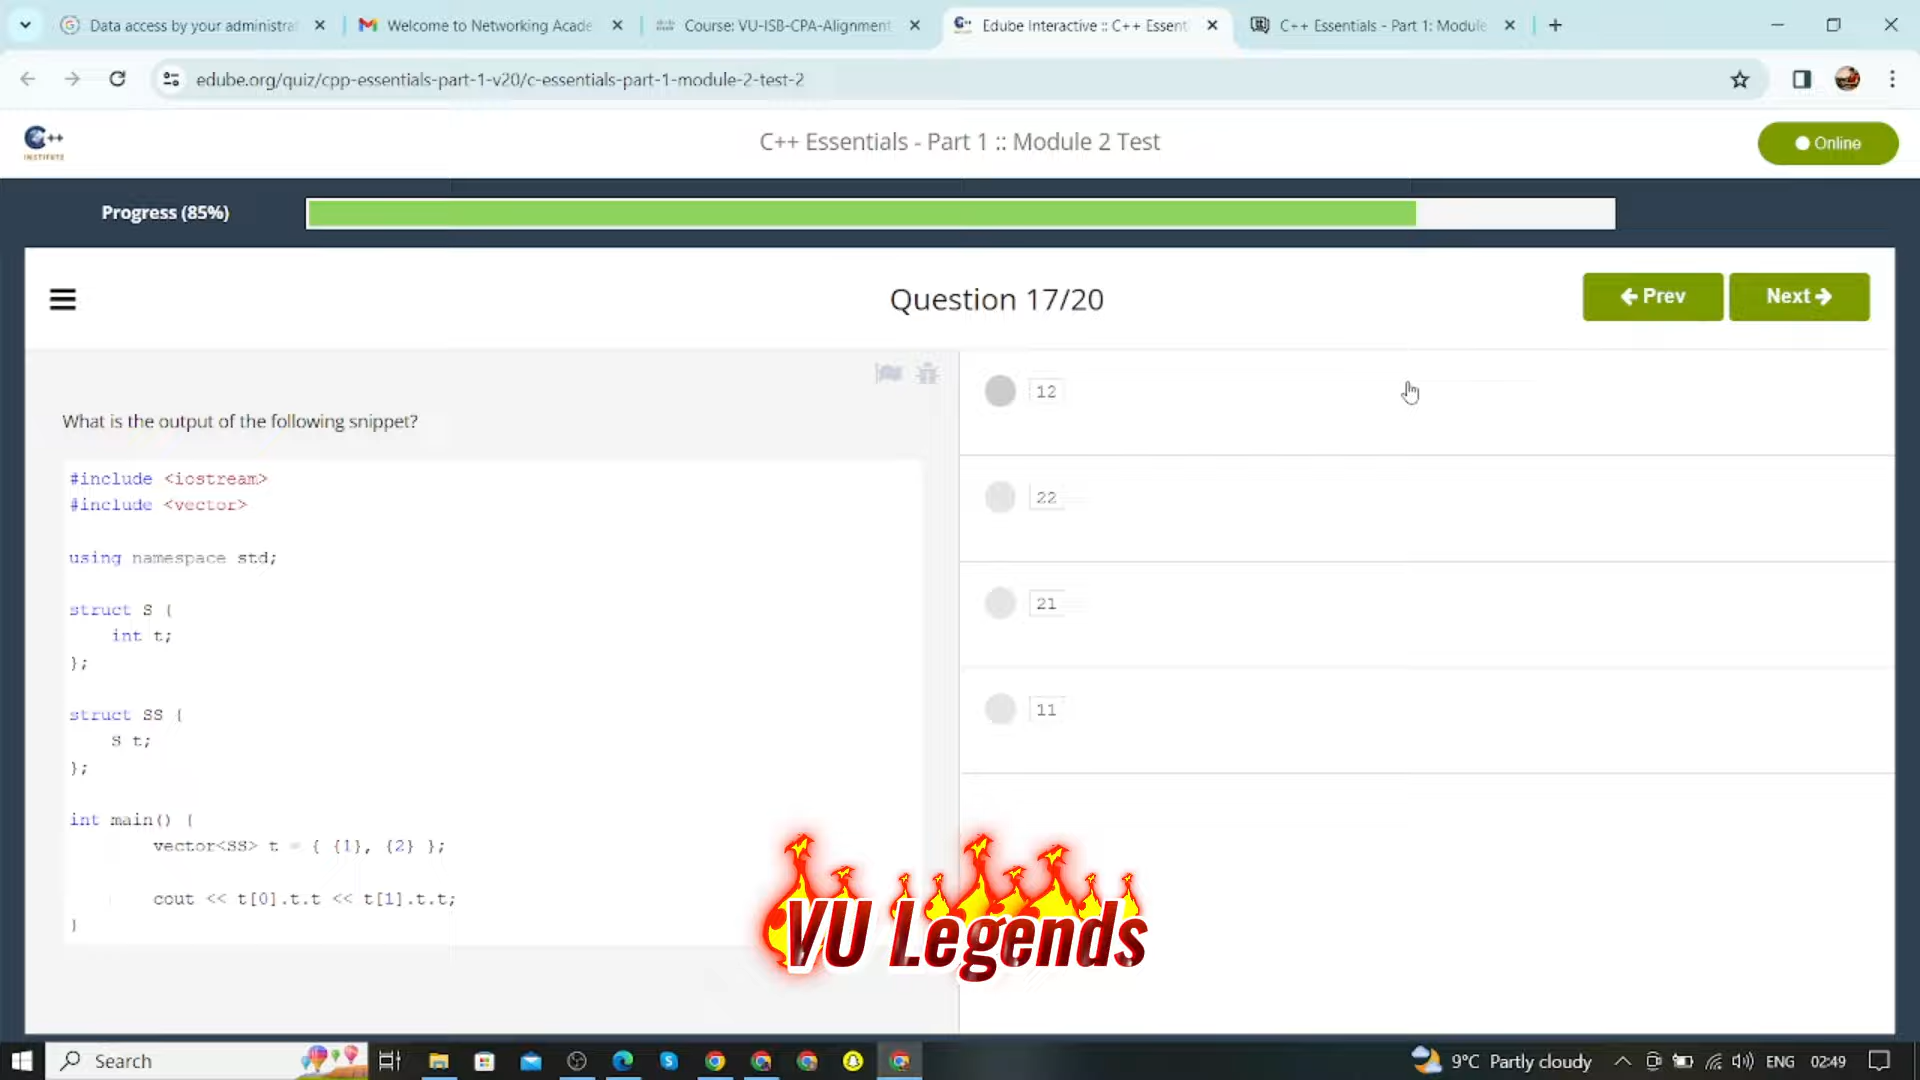 Data access by your administra
Welcome to Networking Acade
Course: VU-ISB-CPA-Alignment
Edube Interactive :: C++ Essent
C++ Essentials - Part 1: Module
edube.org/quiz/cpp-essentials-part-1-v20/c-essentials-part-1-module-2-test-2
C++
INSTITUTE
C++ Essentials - Part 1 :: Module 2 Test
Online
Progress (85%)
Question 17/20
Prev
Next
What is the output of the following snippet?
#include <iostream>
#include <vector>
using namespace std;
struct S {
int t;
};
struct SS {
S t;
};
int main() {
vector<SS> t = { {1}, {2} };
cout << t[0].t.t << t[1].t.t;
}
12
22
21
11
VU Legends
Search
9°C Partly cloudy
ENG
02:49